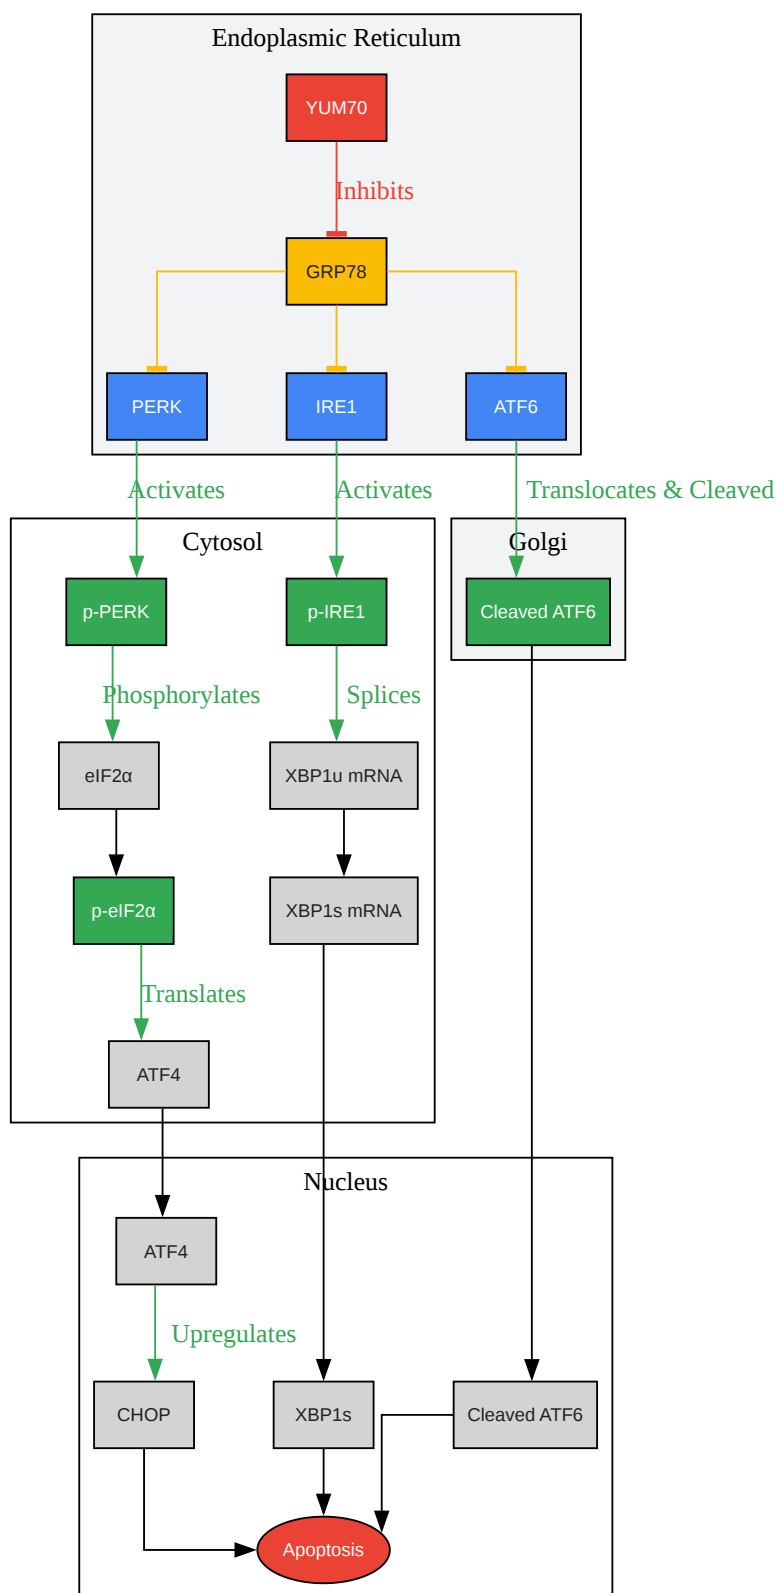 Endoplasmic Reticulum
YUM70
Inhibits
GRP78
PERK
IRE1
ATF6
Activates
Activates
Translocates & Cleaved
Cytosol
Golgi
p-PERK
p-IRE1
Cleaved ATF6
Phosphorylates
Splices
eIF2α
XBP1u mRNA
p-eIF2α
XBP1s mRNA
Translates
ATF4
Nucleus
ATF4
Upregulates
CHOP
XBP1s
Cleaved ATF6
Apoptosis